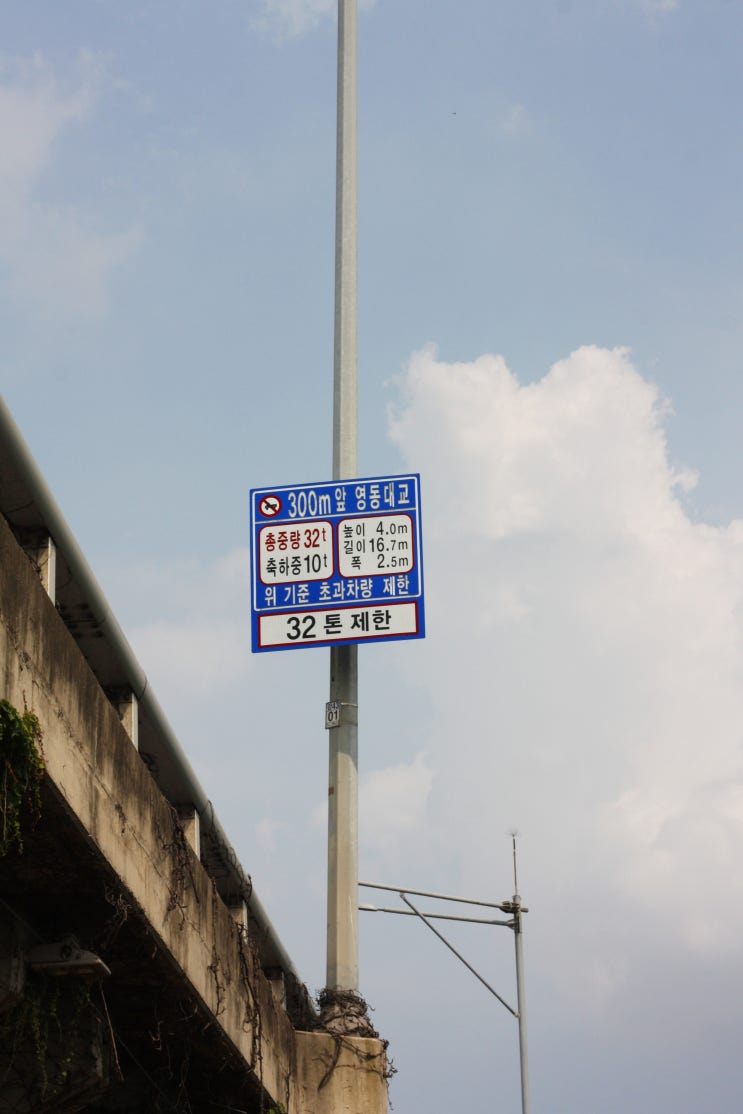 300m 앞 영동대교
총중량 32t
축하중 10t
높이 4.0m
길이 16.7m
폭 2.5m
위 기준 초과차량 제한
32 톤 제한
01